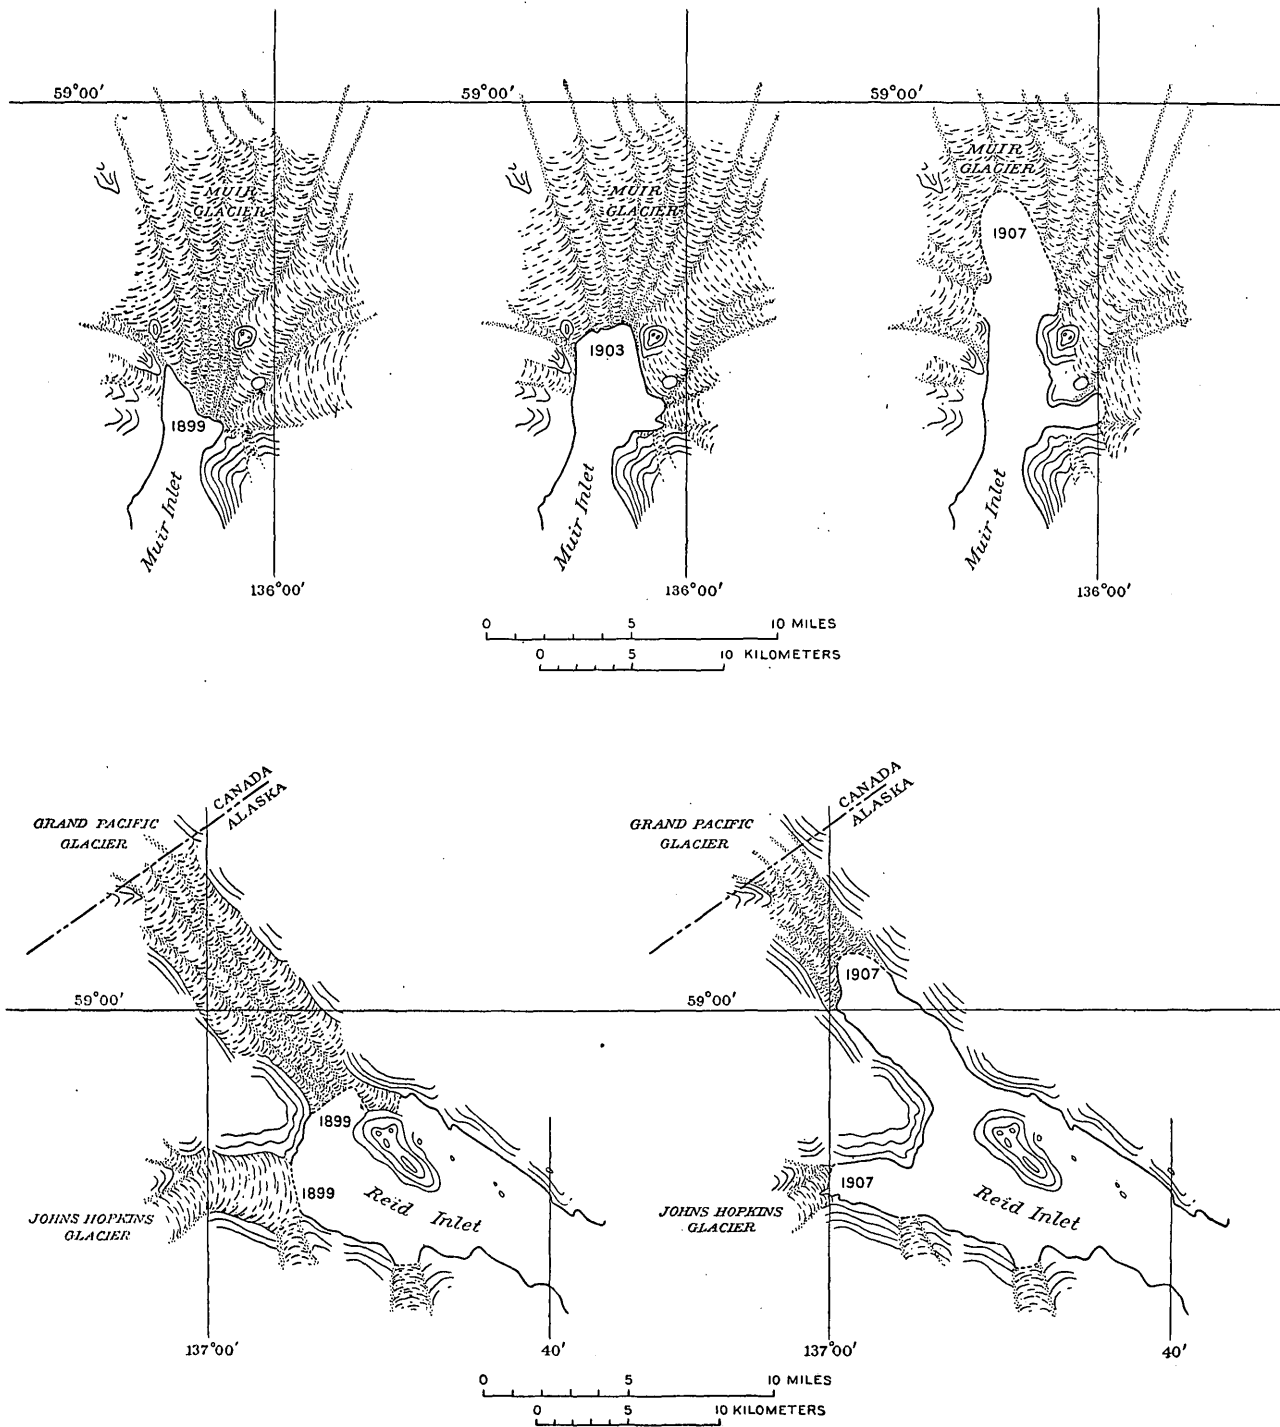 59°00′
59°00′
59°00′
MUIR
GLACIER
1899
Muir Inlet
136°00′
MUIR
GLACIER
1903
Muir Inlet
136°00′
MUIR
GLACIER
1907
Muir Inlet
136°00′
0 5 10 MILES
0 5 10 KILOMETERS
CANADA
ALASKA
GRAND PACIFIC
GLACIER
59°00′
1899
1899
Reid Inlet
JOHNS HOPKINS
GLACIER
137°00′
40′
CANADA
ALASKA
GRAND PACIFIC
GLACIER
1907
59°00′
1907
Reid Inlet
JOHNS HOPKINS
GLACIER
137°00′
40′
0 5 10 MILES
0 5 10 KILOMETERS